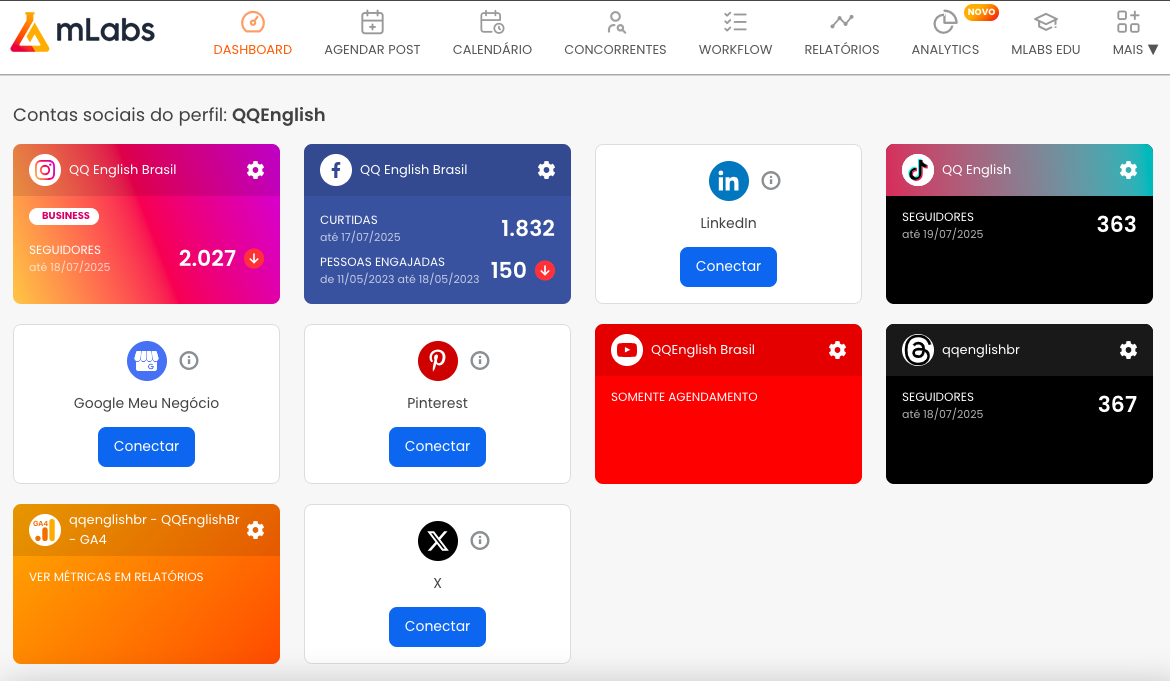 mLabs
DASHBOARD
AGENDAR POST
CALENDÁRIO
CONCORRENTES
WORKFLOW
RELATÓRIOS
NOVO
ANALYTICS
MLABS EDU
MAIS ▼
Contas sociais do perfil: QQEnglish
QQ English Brasil
BUSINESS
SEGUIDORES
até 18/07/2025
2.027
QQ English Brasil
CURTIDAS
até 17/07/2025
1.832
PESSOAS ENGAJADAS
de 11/05/2023 até 18/05/2023
150
LinkedIn
Conectar
QQ English
SEGUIDORES
até 19/07/2025
363
G
Google Meu Negócio
Conectar
Pinterest
Conectar
QQEnglish Brasil
SOMENTE AGENDAMENTO
qqenglishbr
SEGUIDORES
até 18/07/2025
367
GA4
qqenglishbr - QQEnglishBr
- GA4
VER MÉTRICAS EM RELATÓRIOS
X
Conectar